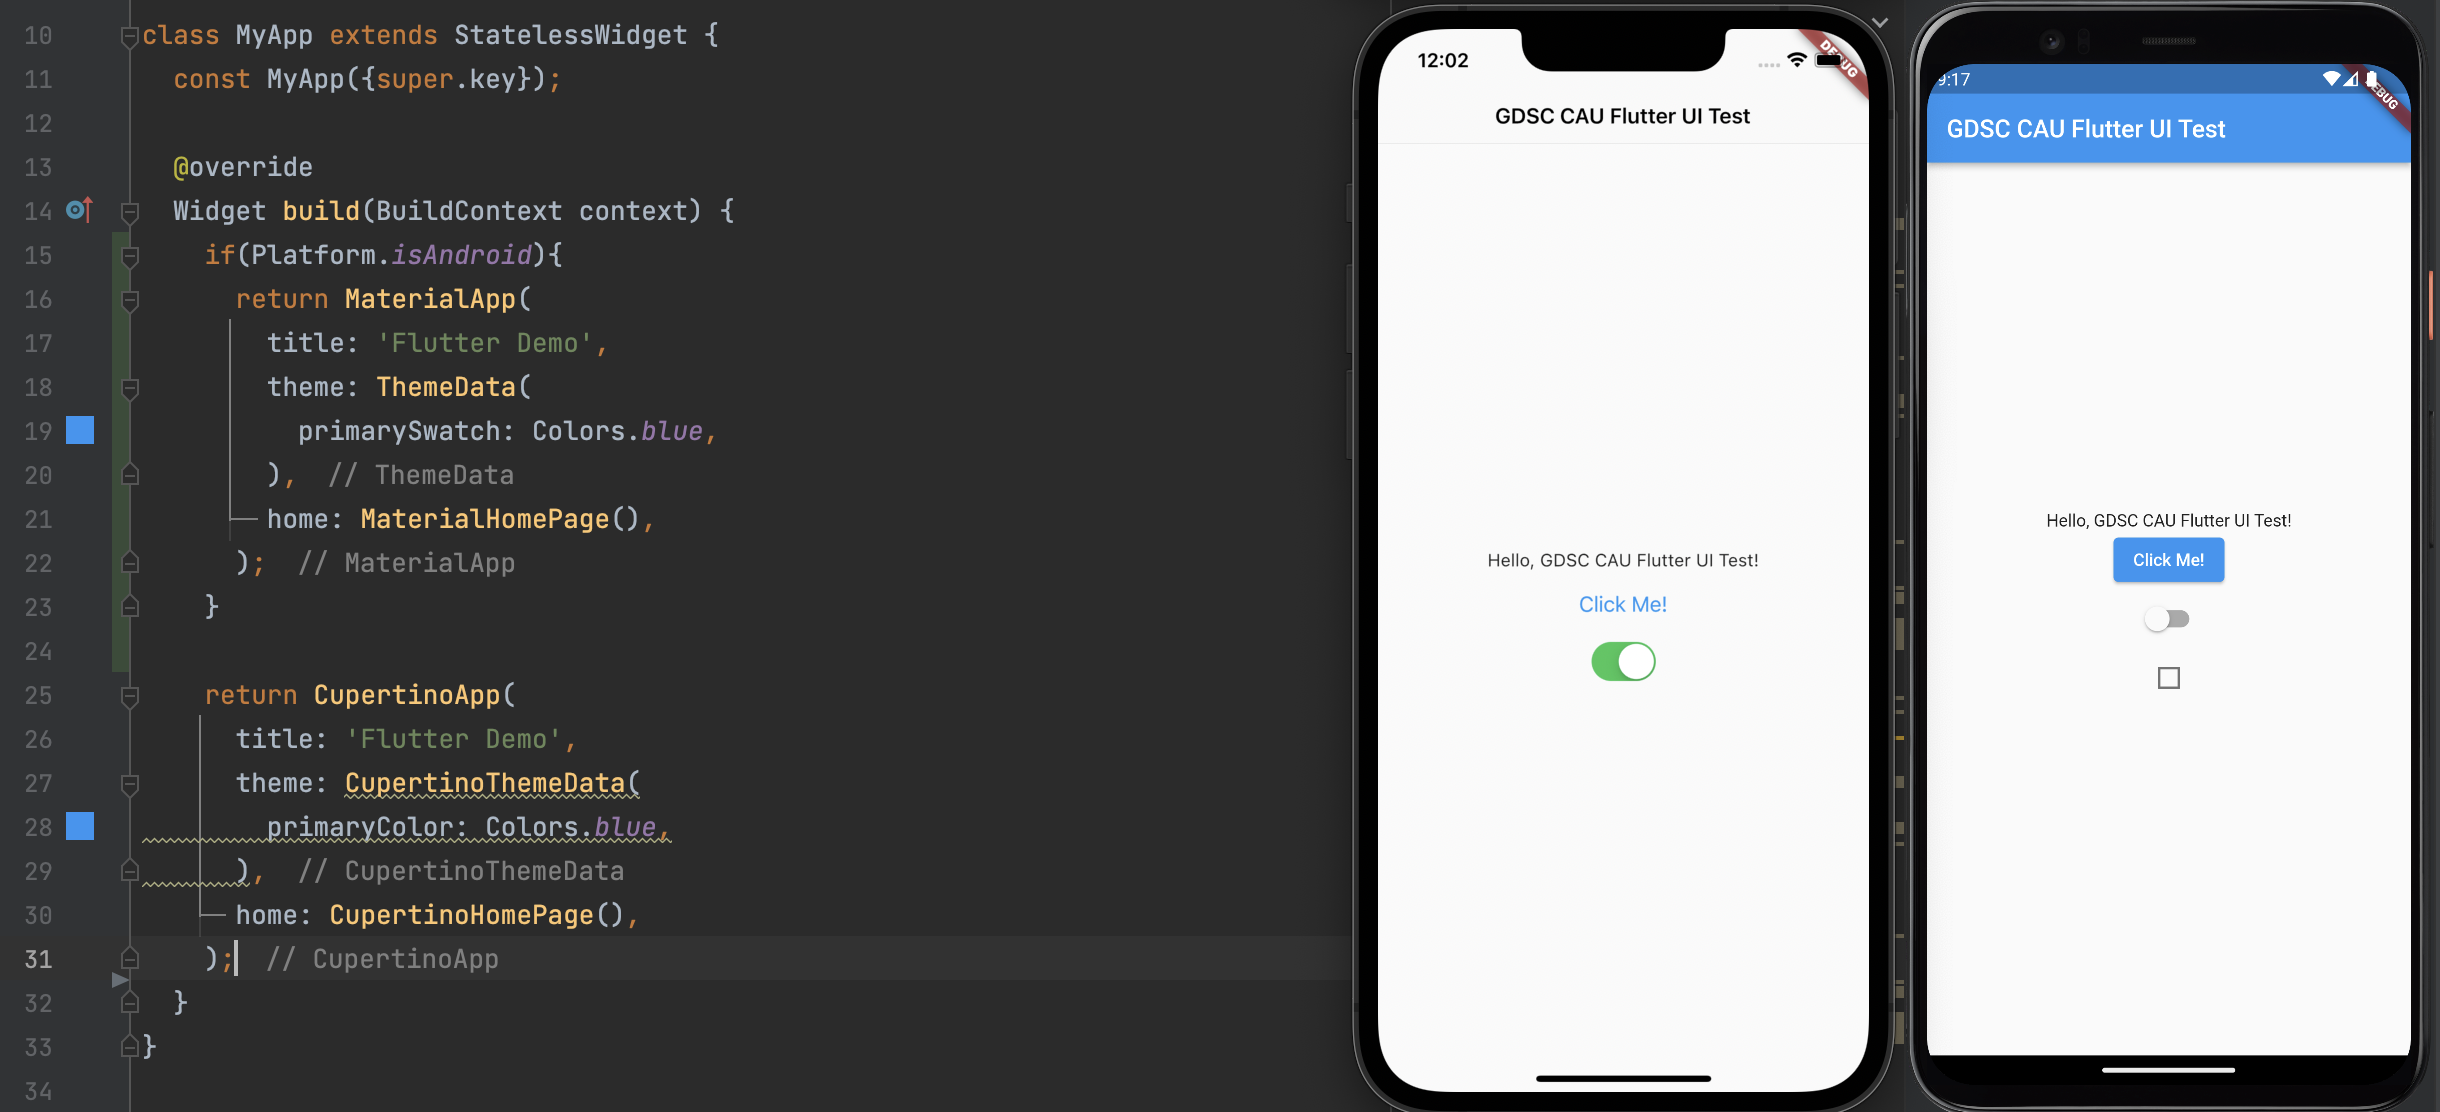 10 class MyApp extends StatelessWidget {
11 const MyApp({super.key});
12
13 @override
14 Widget build(BuildContext context) {
15 if(Platform.isAndroid){
16 return MaterialApp(
17 title: 'Flutter Demo',
18 theme: ThemeData(
19 primarySwatch: Colors.blue,
20 ), // ThemeData
21 home: MaterialHomePage(),
22 ); // MaterialApp
23 }
24
25 return CupertinoApp(
26 title: 'Flutter Demo',
27 theme: CupertinoThemeData(
28 primaryColor: Colors.blue,
29 ), // CupertinoThemeData
30 home: CupertinoHomePage(),
31 ); // CupertinoApp
32 }
33 }
34
12:02
DEBUG
GDSC CAU Flutter UI Test
Hello, GDSC CAU Flutter UI Test!
Click Me!
9:17
DEBUG
GDSC CAU Flutter UI Test
Hello, GDSC CAU Flutter UI Test!
Click Me!